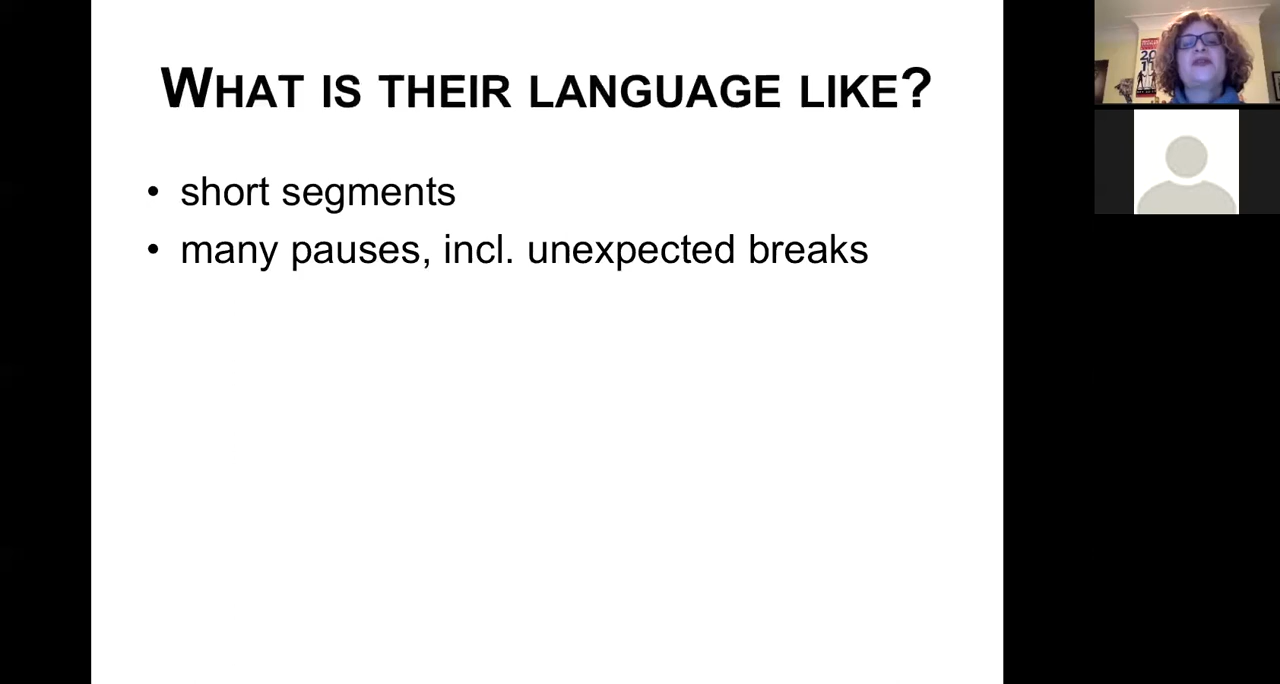 WHAT IS THEIR LANGUAGE LIKE?
• short segments
• many pauses, incl. unexpected breaks